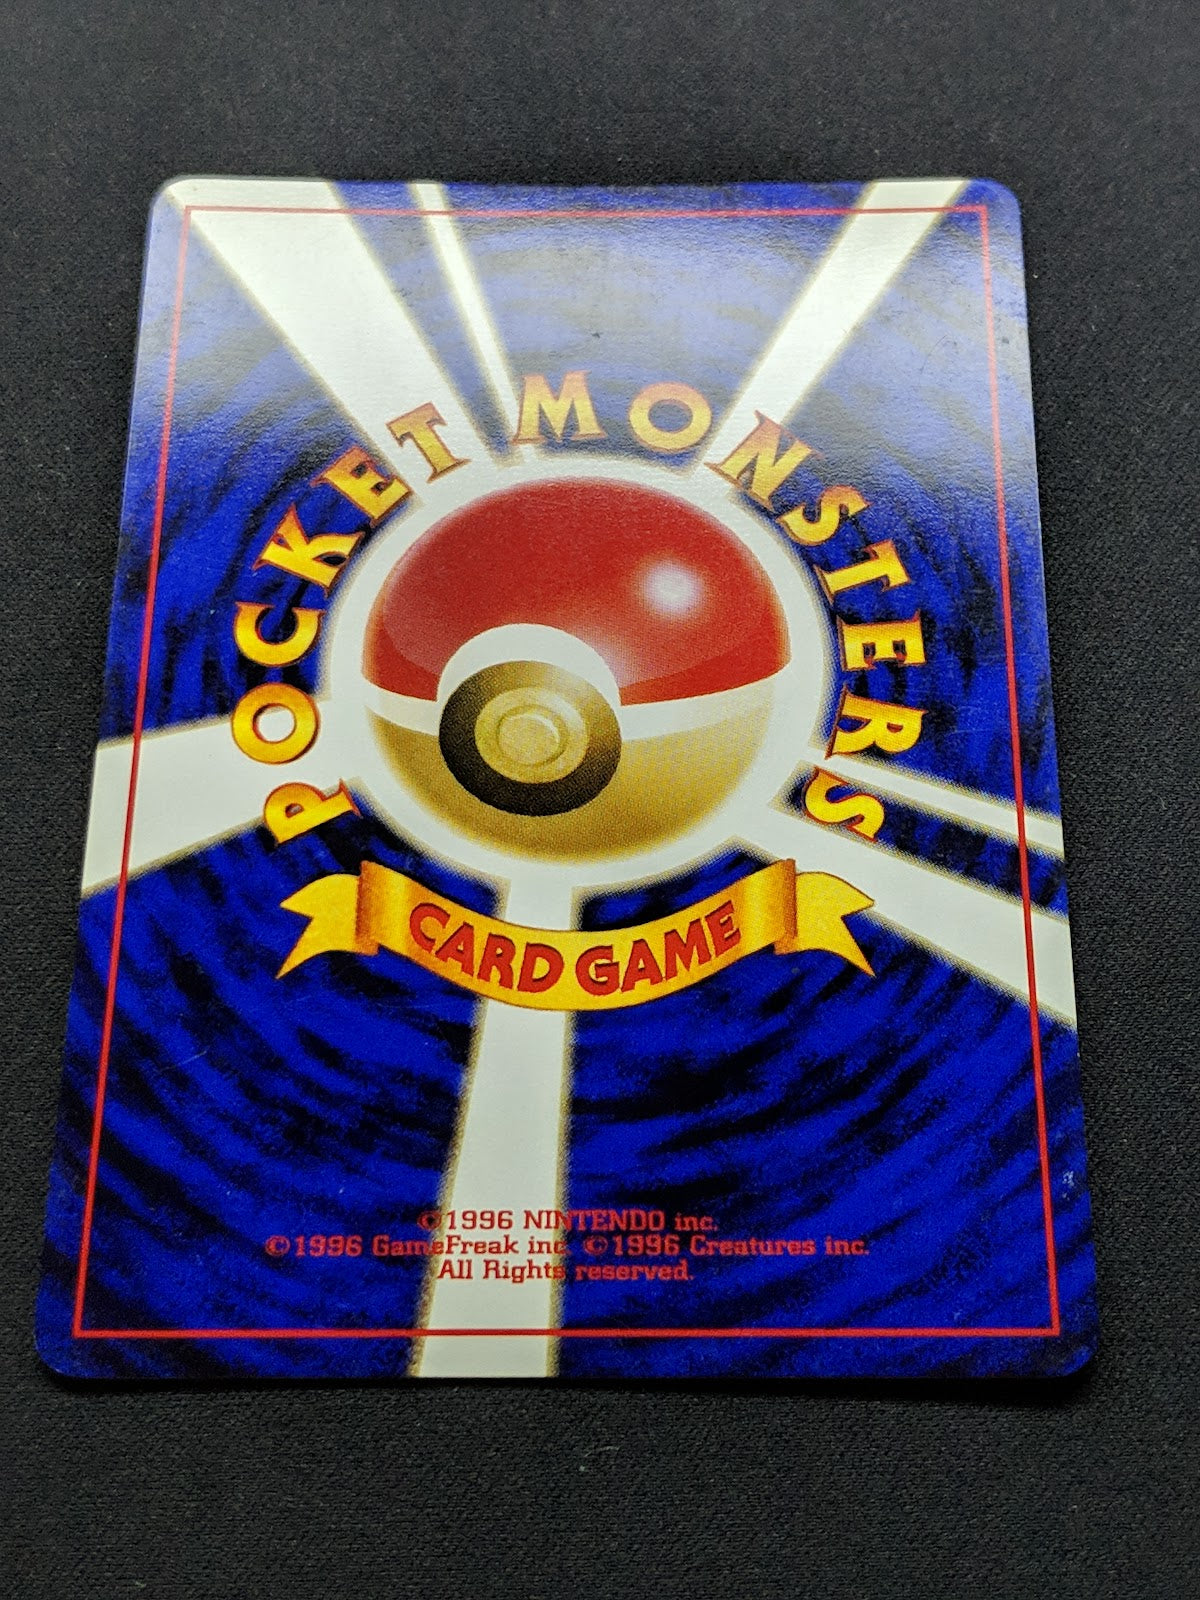 POCKET MONSTERS
CARD GAME
©1996 NINTENDO inc.
©1996 GameFreak inc. ©1996 Creatures inc.
All Rights reserved.